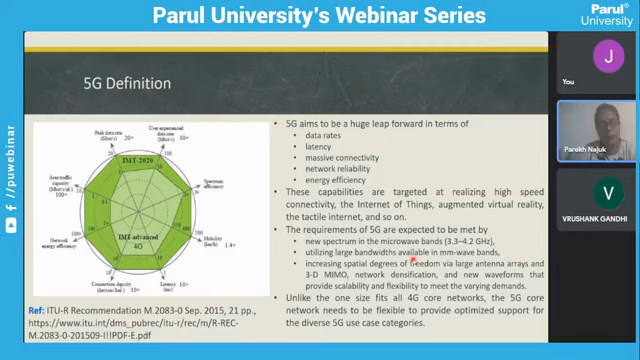 Parul University's Webinar Series
Parul®
University
5G Definition
Peak data rate
(Gbit/s)
20×
User experienced
data rate
(Mbit/s)
10×
IMT-2020
Area traffic
capacity
(Mbit/s/m²)
100×
Spectrum
efficiency
Network energy
efficiency
100×
IMT-advanced
4G
Mobility
(km/h)
1.4×
Connection density
(devices/km²)
10×
Latency
(ms)
10×
Ref: ITU-R Recommendation M.2083-0 Sep. 2015, 21 pp.,
https://www.itu.int/dms_pubrec/itu-r/rec/m/R-REC-
M.2083-0-201509-I!!PDF-E.pdf
• 5G aims to be a huge leap forward in terms of
• data rates
• latency
• massive connectivity
• network reliability
• energy efficiency
• These capabilities are targeted at realizing high speed
connectivity, the Internet of Things, augmented virtual reality,
the tactile internet, and so on.
• The requirements of 5G are expected to be met by
• new spectrum in the microwave bands (3.3–4.2 GHz),
• utilizing large bandwidths available in mm-wave bands,
• increasing spatial degrees of freedom via large antenna arrays and
3-D MIMO, network densification, and new waveforms that
provide scalability and flexibility to meet the varying demands.
• Unlike the one size fits all 4G core networks, the 5G core
network needs to be flexible to provide optimized support for
the diverse 5G use case categories.
J
You
Parekh Najuk
V
VRUSHANK GANDHI
/puwebinar